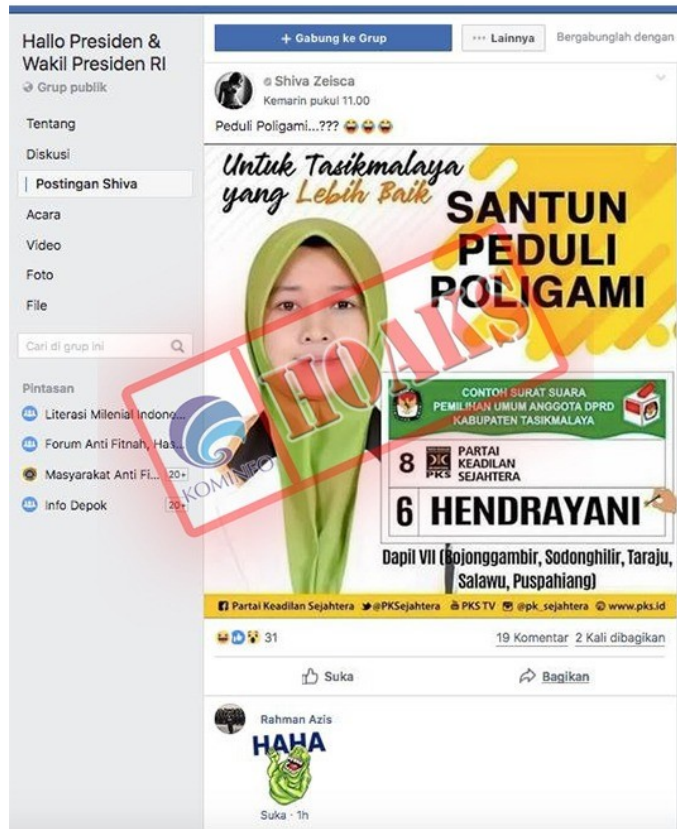 Hallo Presiden &
Wakil Presiden RI
Grup publik
Tentang
Diskusi
Postingan Shiva
Acara
Video
Foto
File
Cari di grup ini
Pintasan
Literasi Milenial Indone...
Forum Anti Fitnah, Has...
Masyarakat Anti Fi... 20+
Info Depok 20+
+ Gabung ke Grup
••• Lainnya
Bergabunglah dengan
Shiva Zeisca
Kemarin pukul 11.00
Peduli Poligami...??? 😂😂😂
Untuk Tasikmalaya
yang Lebih Baik
SANTUN
PEDULI
POLIGAMI
HOAKS
KOMINFO
CONTOH SURAT SUARA
PEMILIHAN UMUM ANGGOTA DPRD
KABUPATEN TASIKMALAYA
8 PKS PARTAI
KEADILAN
SEJAHTERA
6 HENDRAYANI
Dapil VII (Bojonggambir, Sodonghilir, Taraju,
Salawu, Puspahiang)
Partai Keadilan Sejahtera @PKSejahtera PKS TV @pk_sejahtera www.pks.id
31
19 Komentar 2 Kali dibagikan
Suka
Bagikan
Rahman Azis
HAHA
Suka · 1h